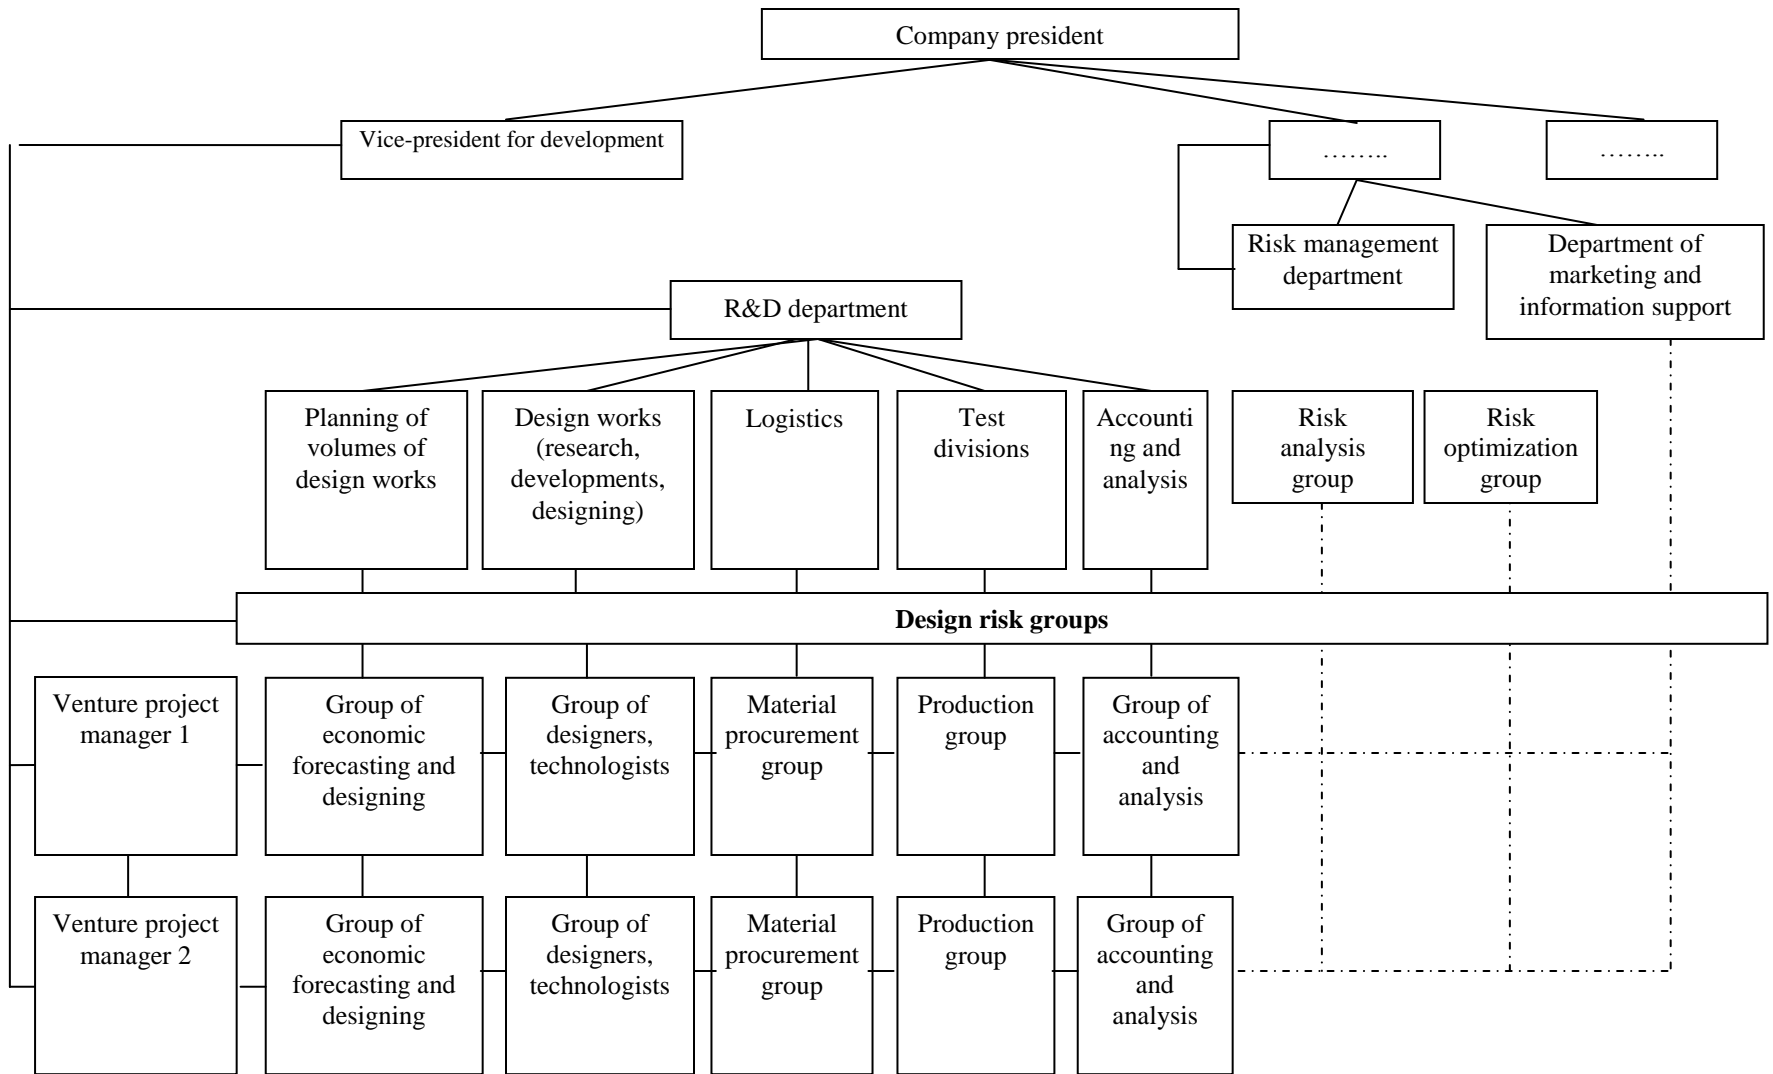 Company president
Vice-president for development
……..
……..
Risk management
department
Department of
marketing and
information support
R&D department
Planning of
volumes of
design works
Design works
(research,
developments,
designing)
Logistics
Test
divisions
Accounti
ng and
analysis
Risk
analysis
group
Risk
optimization
group
Design risk groups
Venture project
manager 1
Group of
economic
forecasting and
designing
Group of
designers,
technologists
Material
procurement
group
Production
group
Group of
accounting
and
analysis
Venture project
manager 2
Group of
economic
forecasting and
designing
Group of
designers,
technologists
Material
procurement
group
Production
group
Group of
accounting
and
analysis